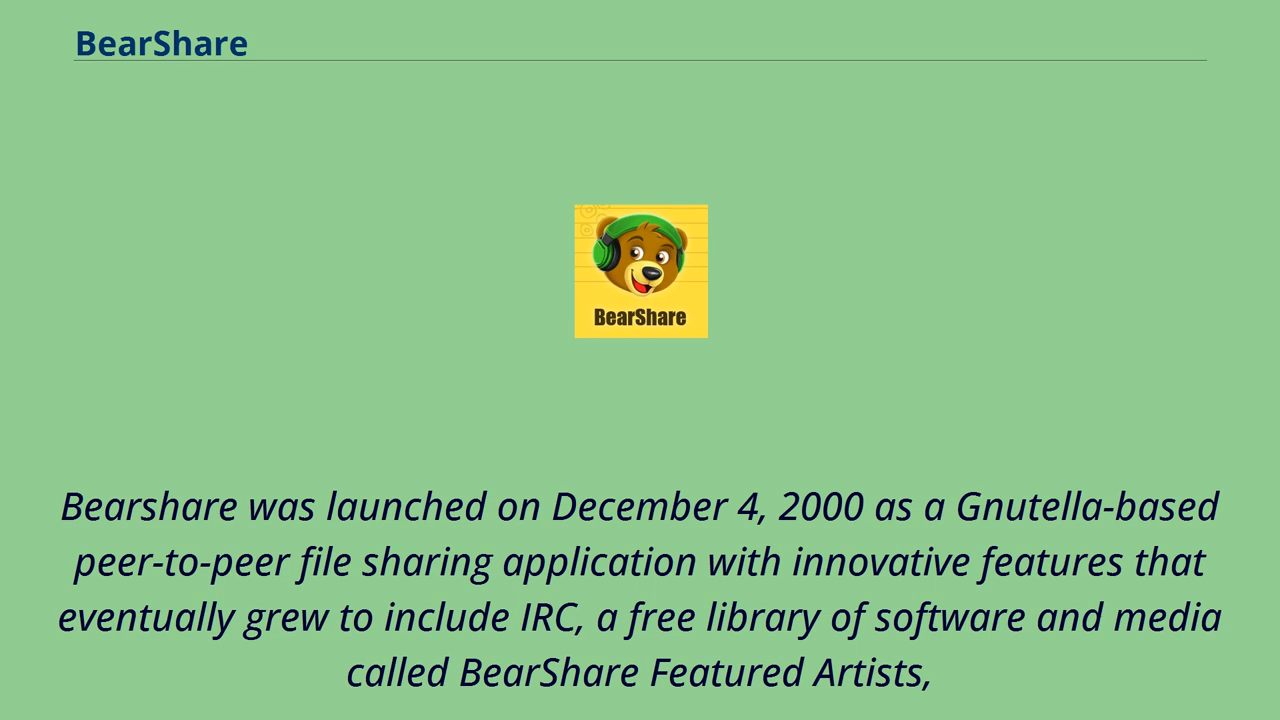 BearShare
BearShare
Bearshare was launched on December 4, 2000 as a Gnutella-based
peer-to-peer file sharing application with innovative features that
eventually grew to include IRC, a free library of software and media
called BearShare Featured Artists,